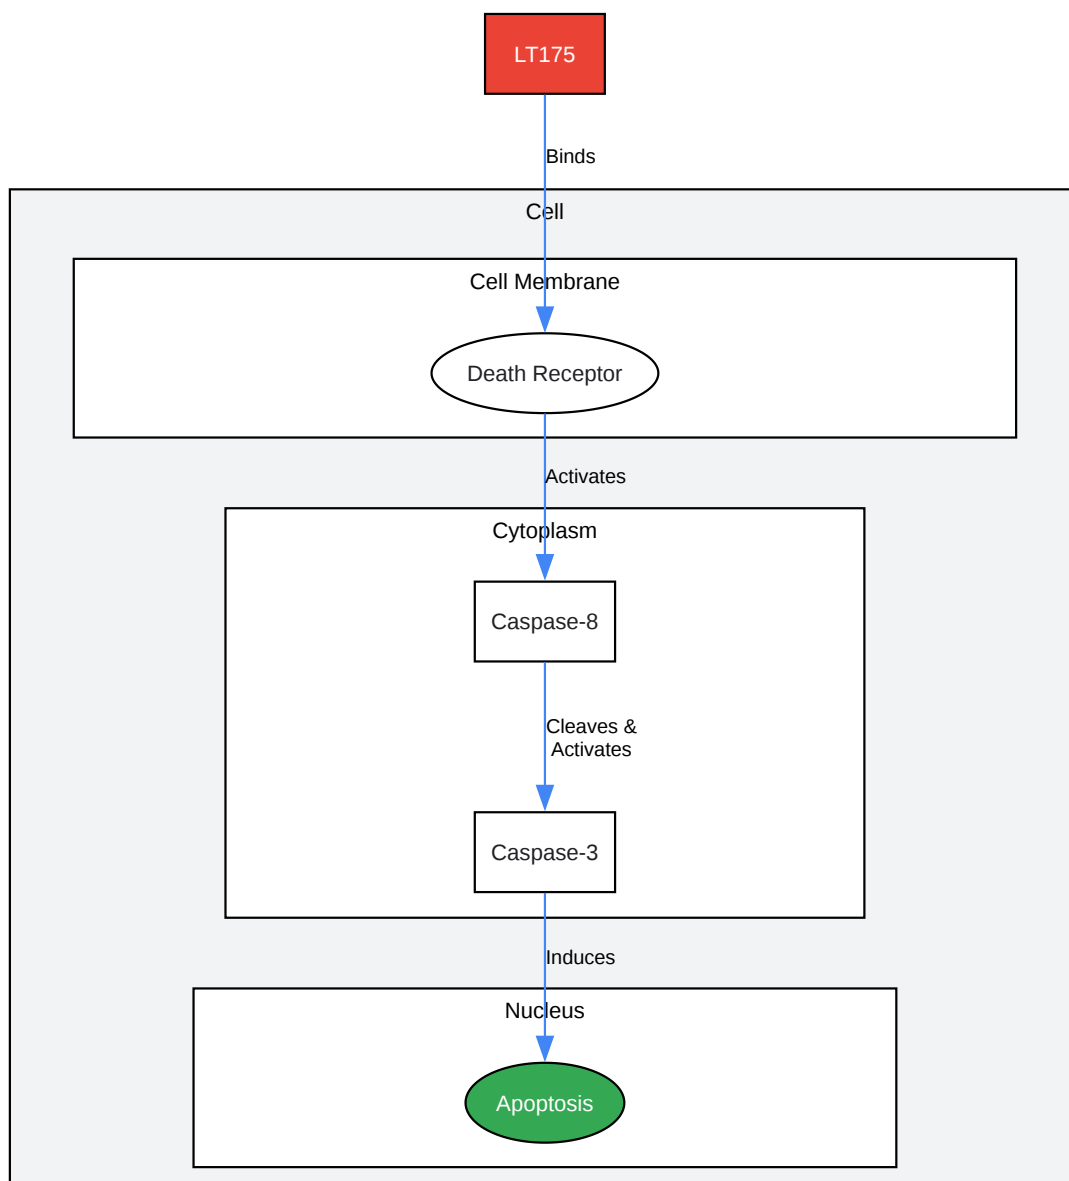 LT175
Binds
Cell
Cell Membrane
Death Receptor
Activates
Cytoplasm
Caspase-8
Cleaves &
Activates
Caspase-3
Induces
Nucleus
Apoptosis